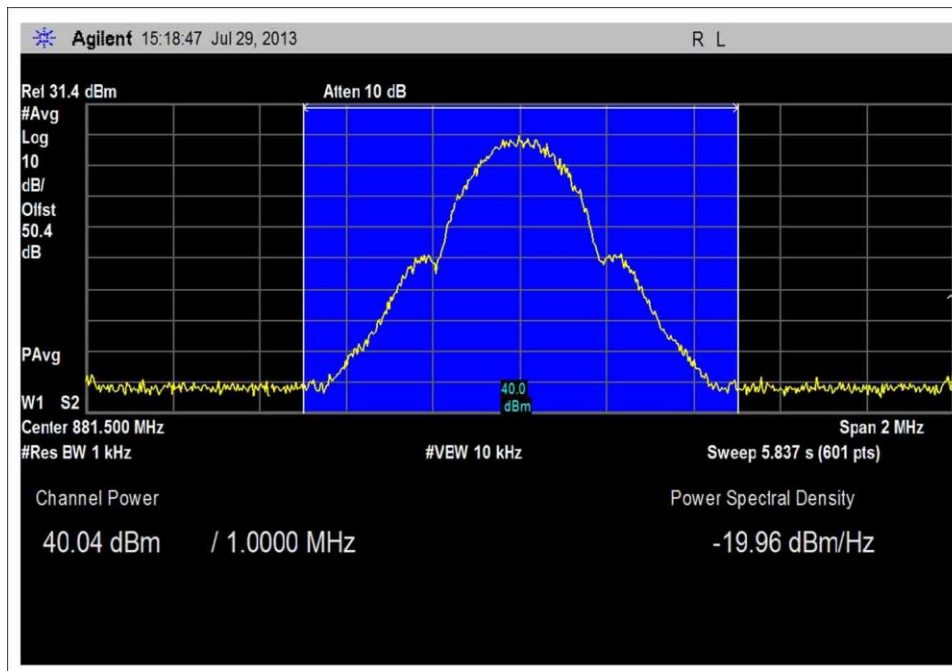 Agilent 15:18:47 Jul 29, 2013 R L
Ref 31.4 dBm Atten 10 dB
#Avg
Log
10
dB/
Offst
50.4
dB
PAvg
40.0
dBm
W1 S2
Center 881.500 MHz Span 2 MHz
#Res BW 1 kHz #VBW 10 kHz Sweep 5.837 s (601 pts)
Channel Power Power Spectral Density
40.04 dBm / 1.0000 MHz -19.96 dBm/Hz